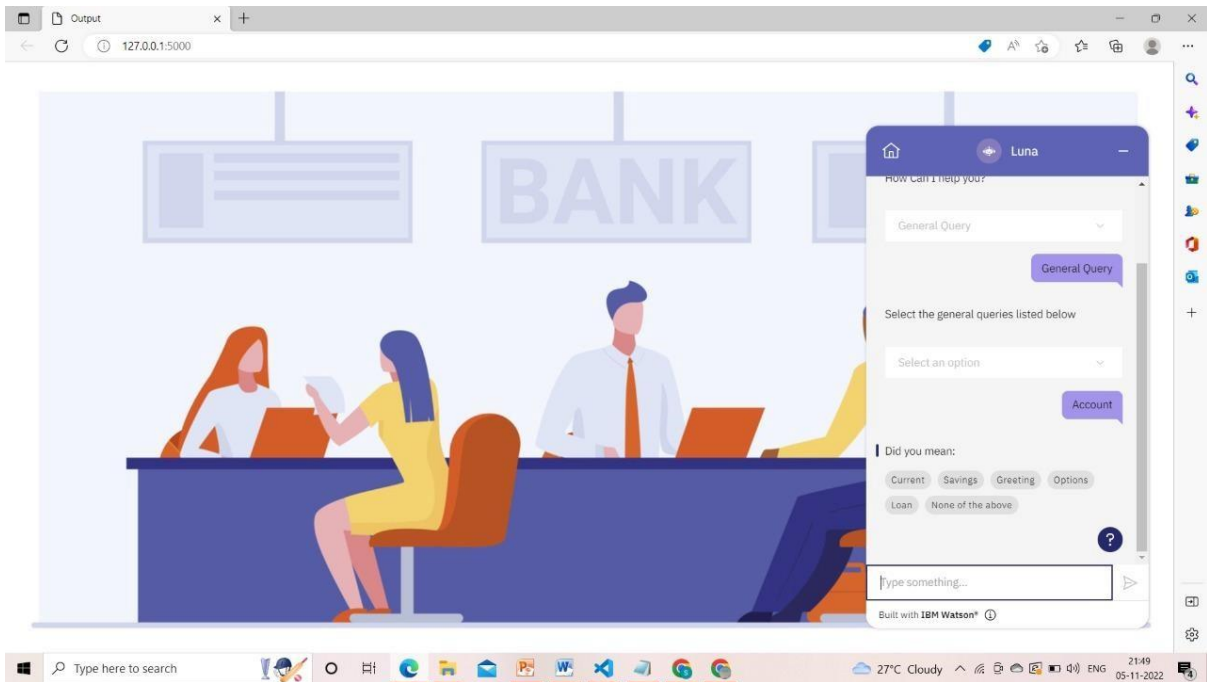 Output
127.0.0.1:5000
BANK
Luna
How Can I help you?
General Query
General Query
Select the general queries listed below
Select an option
Account
Did you mean:
Current Savings Greeting Options
Loan None of the above
?
Type something...
Built with IBM Watson®
Type here to search
27°C Cloudy ENG 21:49
05-11-2022
4